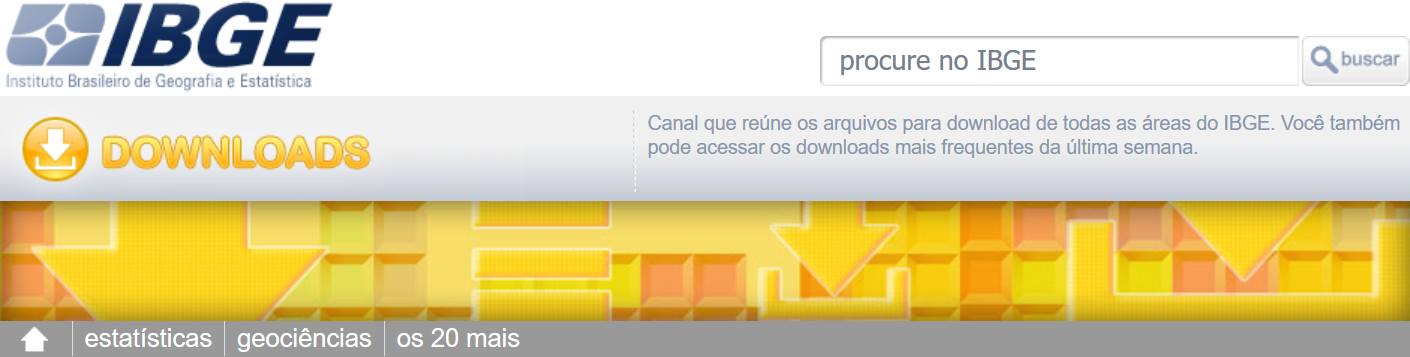 IBGE
Instituto Brasileiro de Geografia e Estatística
procure no IBGE
buscar
DOWNLOADS
Canal que reúne os arquivos para download de todas as áreas do IBGE. Você também
pode acessar os downloads mais frequentes da última semana.
estatísticas geociências os 20 mais